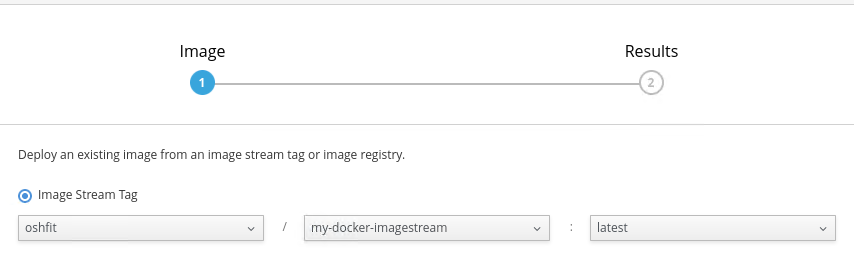 Image Results
1 2
Deploy an existing image from an image stream tag or image registry.
Image Stream Tag
oshfit / my-docker-imagestream : latest